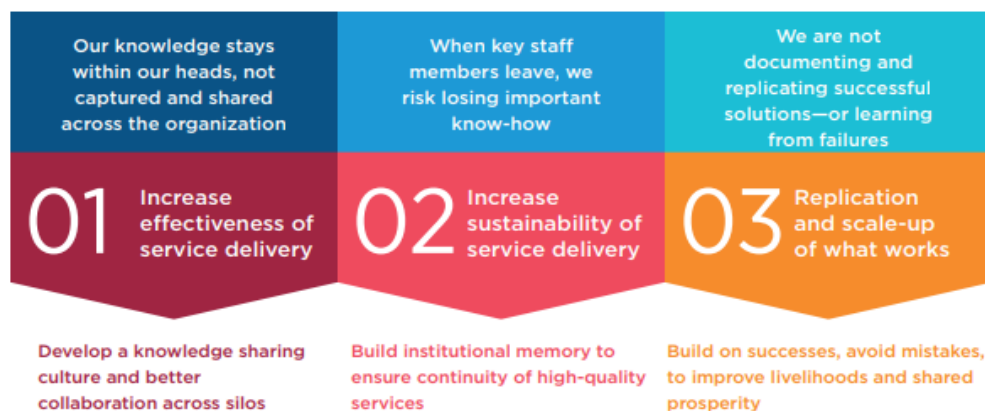 Our knowledge stays
within our heads, not
captured and shared
across the organization
When key staff
members leave, we
risk losing important
know-how
We are not
documenting and
replicating successful
solutions—or learning
from failures
01
Increase
effectiveness of
service delivery
02
Increase
sustainability of
service delivery
03
Replication
and scale-up
of what works
Develop a knowledge sharing
culture and better
collaboration across silos
Build institutional memory to
ensure continuity of high-quality
services
Build on successes, avoid mistakes,
to improve livelihoods and shared
prosperity